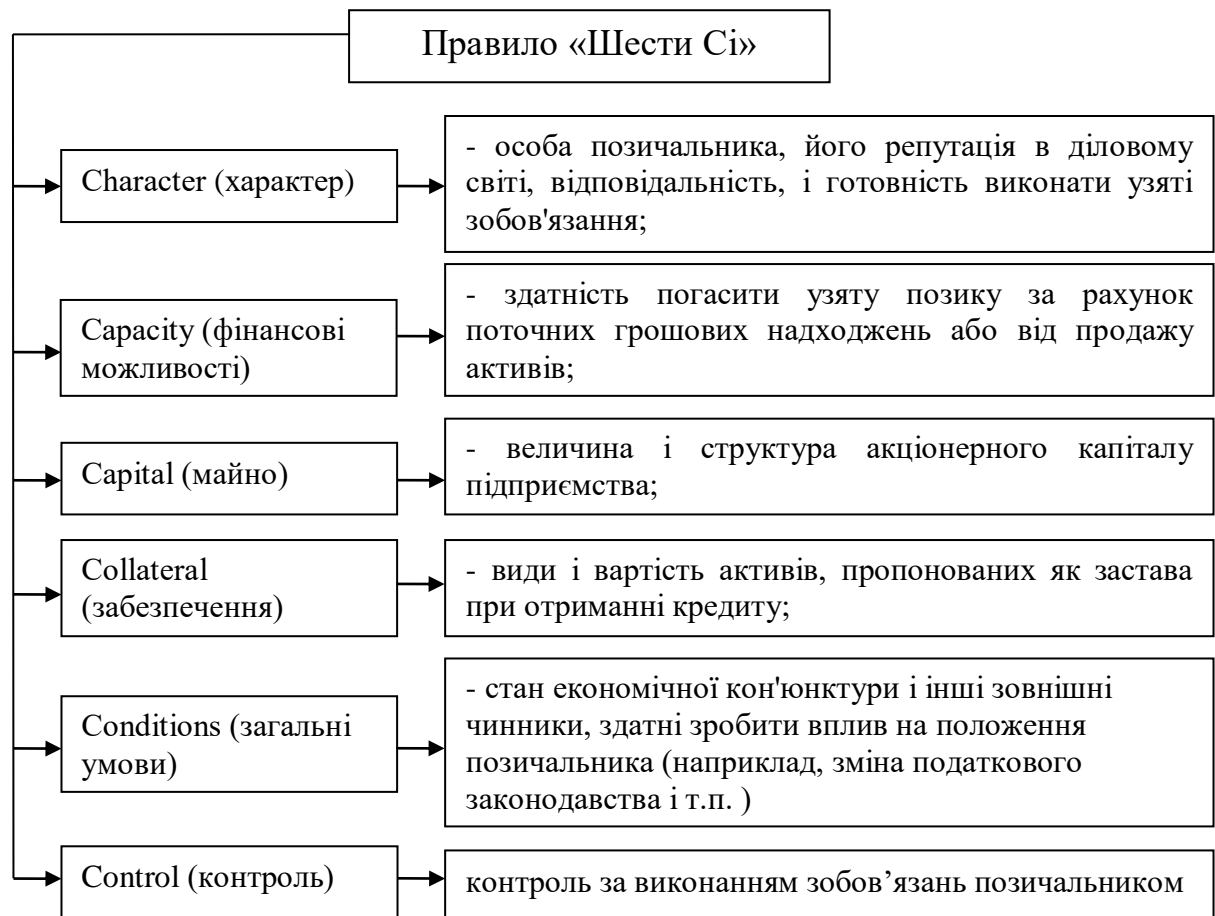 Правило «Шести Сі»
Character (характер)
- особа позичальника, його репутація в діловому
світі, відповідальність, і готовність виконати узяті
зобов'язання;
Capacity (фінансові
можливості)
- здатність погасити узяту позику за рахунок
поточних грошових надходжень або від продажу
активів;
Capital (майно)
- величина і структура акціонерного капіталу
підприємства;
Collateral
(забезпечення)
- види і вартість активів, пропонованих як застава
при отриманні кредиту;
Conditions (загальні
умови)
- стан економічної кон'юнктури і інші зовнішні
чинники, здатні зробити вплив на положення
позичальника (наприклад, зміна податкового
законодавства і т.п. )
Control (контроль)
контроль за виконанням зобов’язань позичальником